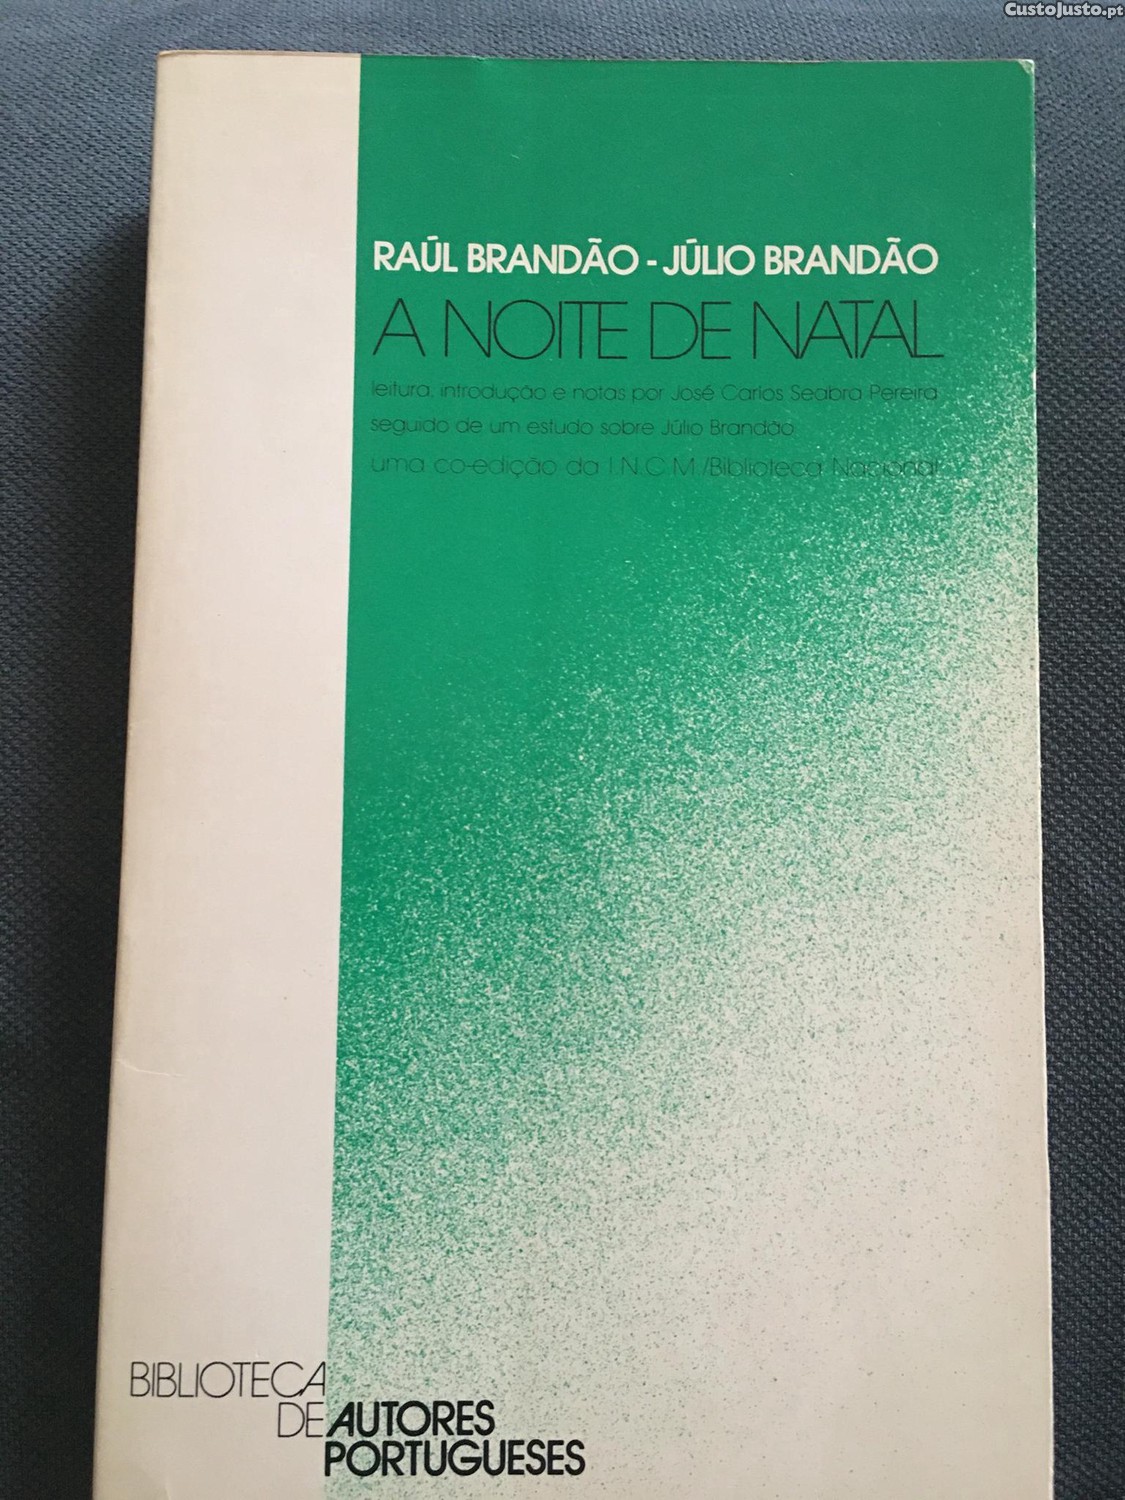 CustoJusto.pt
RAÚL BRANDÃO - JÚLIO BRANDÃO
A NOITE DE NATAL
leitura, introdução e notas por José Carlos Seabra Pereira
seguido de um estudo sobre Júlio Brandão
uma co-edição da I.N.C.M./Biblioteca Nacional
BIBLIOTECA
DE AUTORES
PORTUGUESES